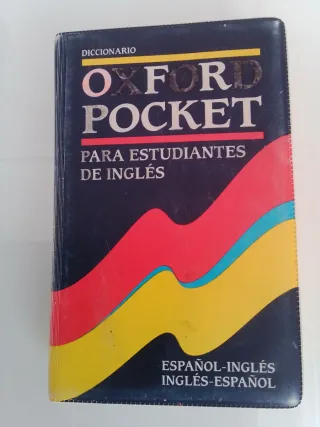 DICCIONARIO
OXFORD
POCKET
PARA ESTUDIANTES
DE INGLÉS
ESPAÑOL-INGLÉS
INGLÉS-ESPAÑOL